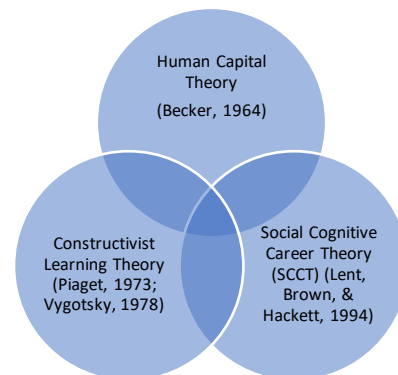 Human Capital
Theory
(Becker, 1964)
Constructivist
Learning Theory
(Piaget, 1973;
Vygotsky, 1978)
Social Cognitive
Career Theory
(SCCT) (Lent,
Brown, &
Hackett, 1994)